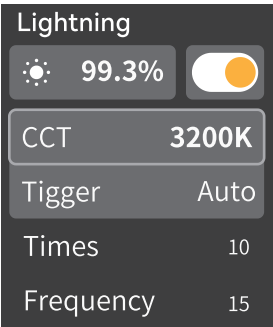 Lightning
99.3%
CCT 3200K
Tigger Auto
Times 10
Frequency 15